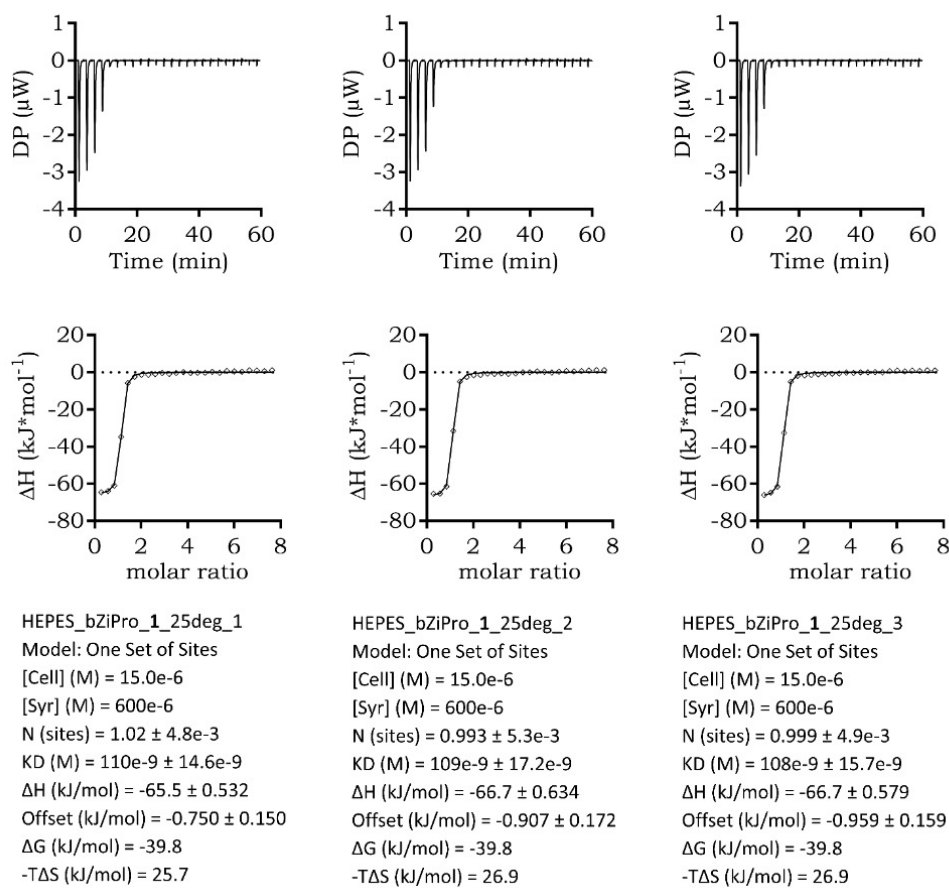 1
0
-1
-2
-3
-4
DP (µW)
0 20 40 60
Time (min)
1
0
-1
-2
-3
-4
DP (µW)
0 20 40 60
Time (min)
1
0
-1
-2
-3
-4
DP (µW)
0 20 40 60
Time (min)
20
0
-20
-40
-60
-80
ΔH (kJ*mol⁻¹)
0 2 4 6 8
molar ratio
20
0
-20
-40
-60
-80
ΔH (kJ*mol⁻¹)
0 2 4 6 8
molar ratio
20
0
-20
-40
-60
-80
ΔH (kJ*mol⁻¹)
0 2 4 6 8
molar ratio
HEPES_bZiPro_1_25deg_1
Model: One Set of Sites
[Cell] (M) = 15.0e-6
[Syr] (M) = 600e-6
N (sites) = 1.02 ± 4.8e-3
KD (M) = 110e-9 ± 14.6e-9
ΔH (kJ/mol) = -65.5 ± 0.532
Offset (kJ/mol) = -0.750 ± 0.150
ΔG (kJ/mol) = -39.8
-TΔS (kJ/mol) = 25.7
HEPES_bZiPro_1_25deg_2
Model: One Set of Sites
[Cell] (M) = 15.0e-6
[Syr] (M) = 600e-6
N (sites) = 0.993 ± 5.3e-3
KD (M) = 109e-9 ± 17.2e-9
ΔH (kJ/mol) = -66.7 ± 0.634
Offset (kJ/mol) = -0.907 ± 0.172
ΔG (kJ/mol) = -39.8
-TΔS (kJ/mol) = 26.9
HEPES_bZiPro_1_25deg_3
Model: One Set of Sites
[Cell] (M) = 15.0e-6
[Syr] (M) = 600e-6
N (sites) = 0.999 ± 4.9e-3
KD (M) = 108e-9 ± 15.7e-9
ΔH (kJ/mol) = -66.7 ± 0.579
Offset (kJ/mol) = -0.959 ± 0.159
ΔG (kJ/mol) = -39.8
-TΔS (kJ/mol) = 26.9